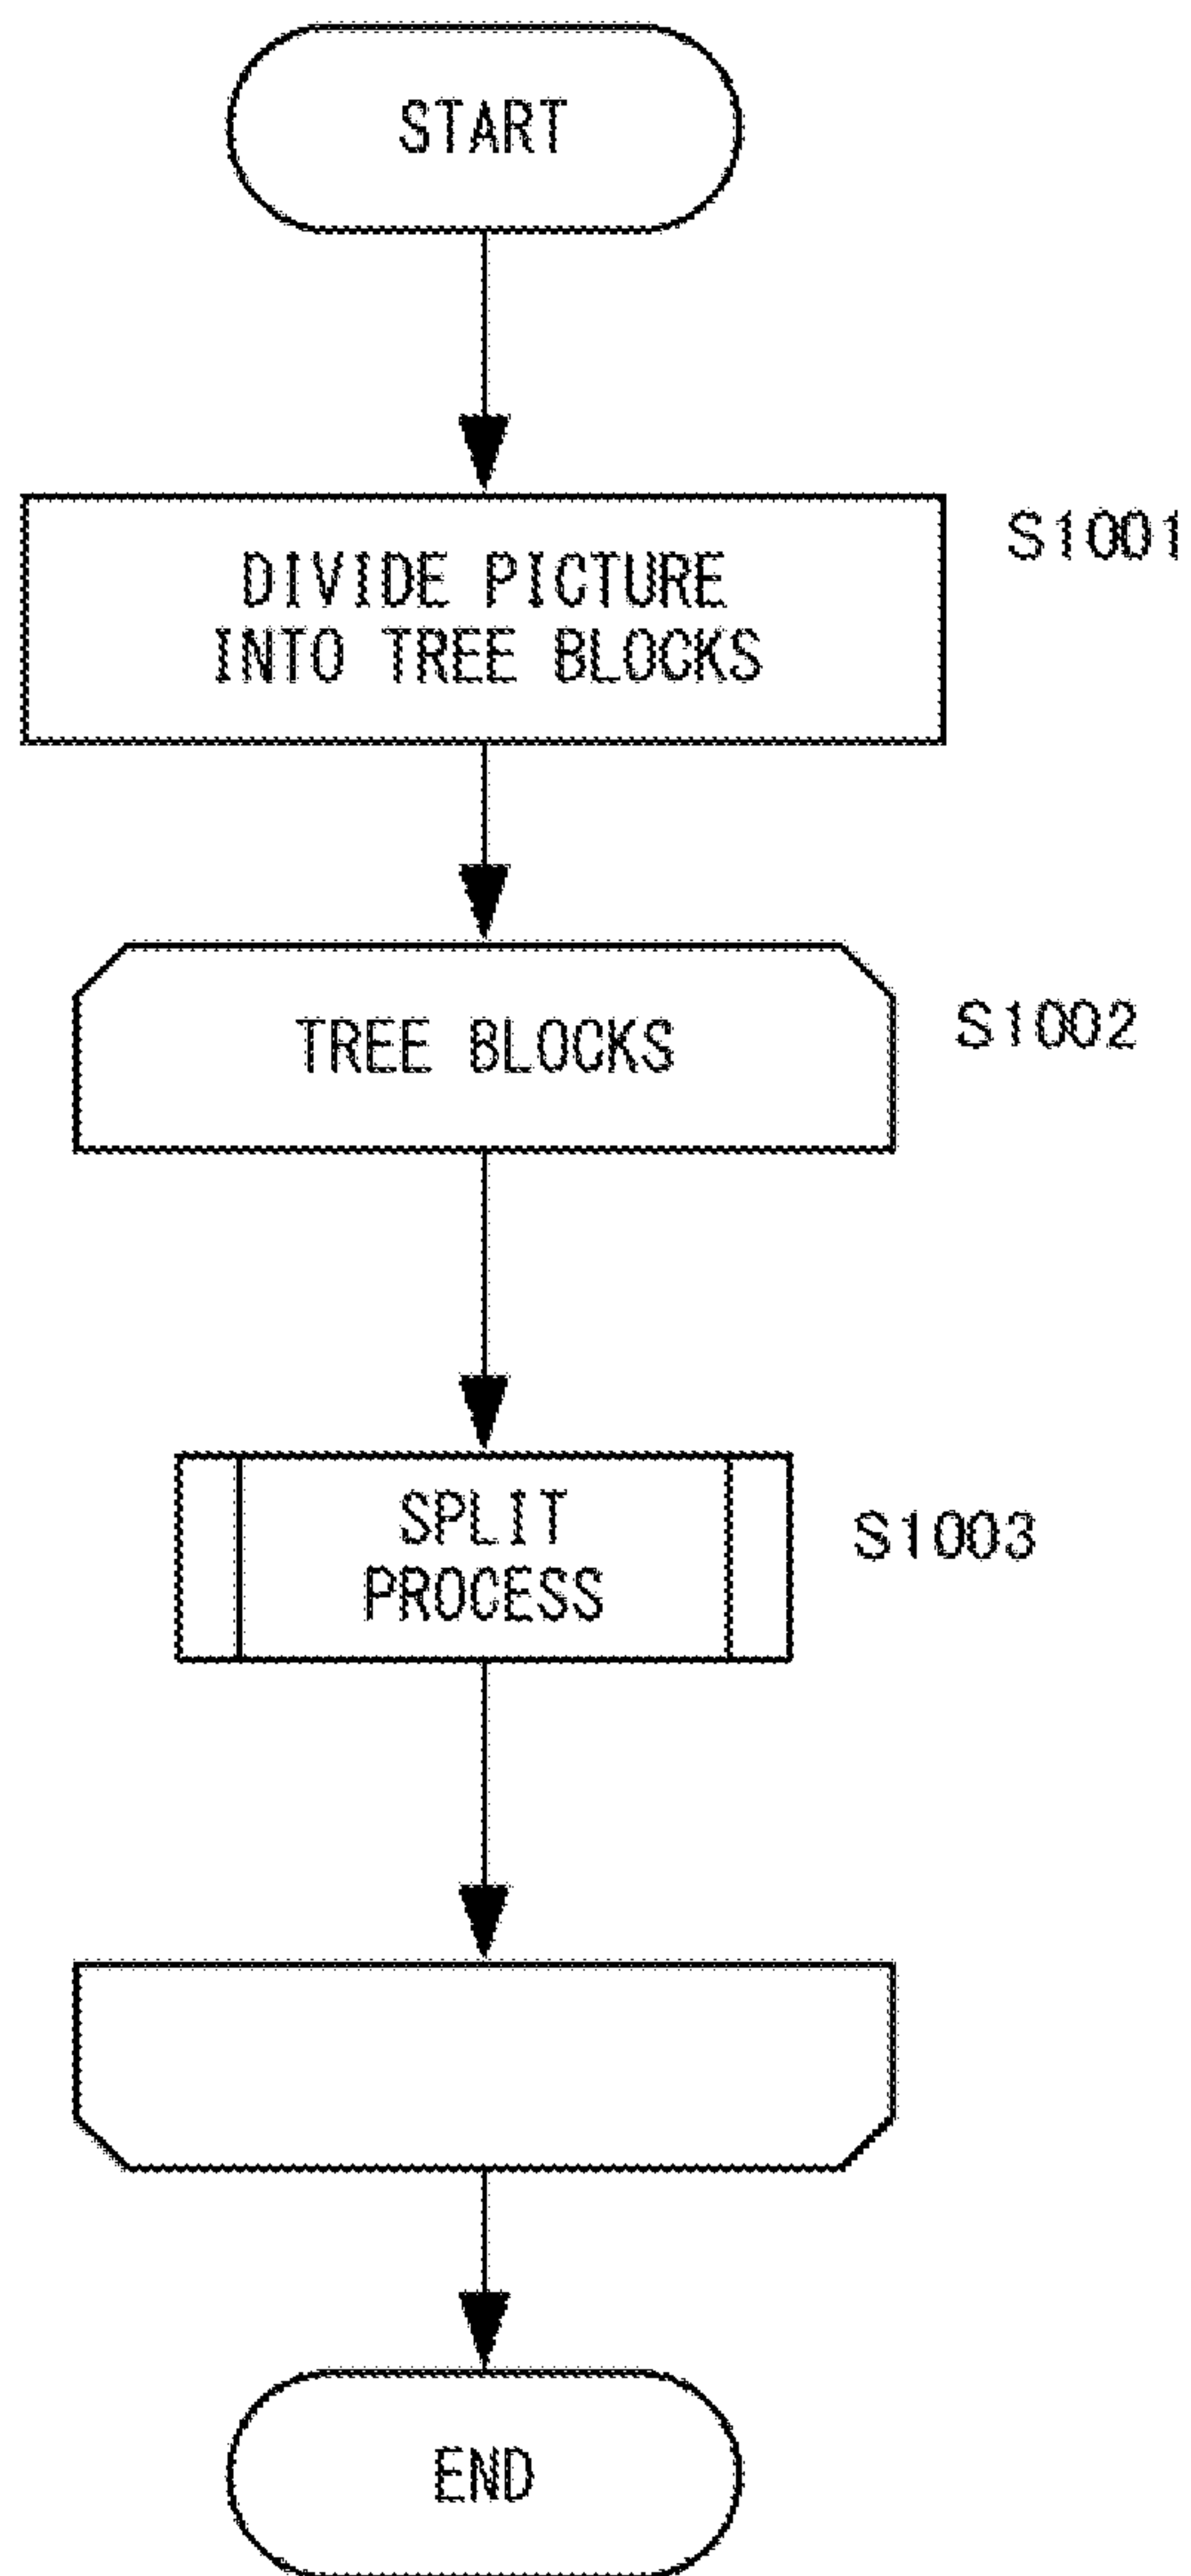 START
DIVIDE PICTURE
INTO TREE BLOCKS
S1001
TREE BLOCKS
S1002
SPLIT
PROCESS
S1003
END